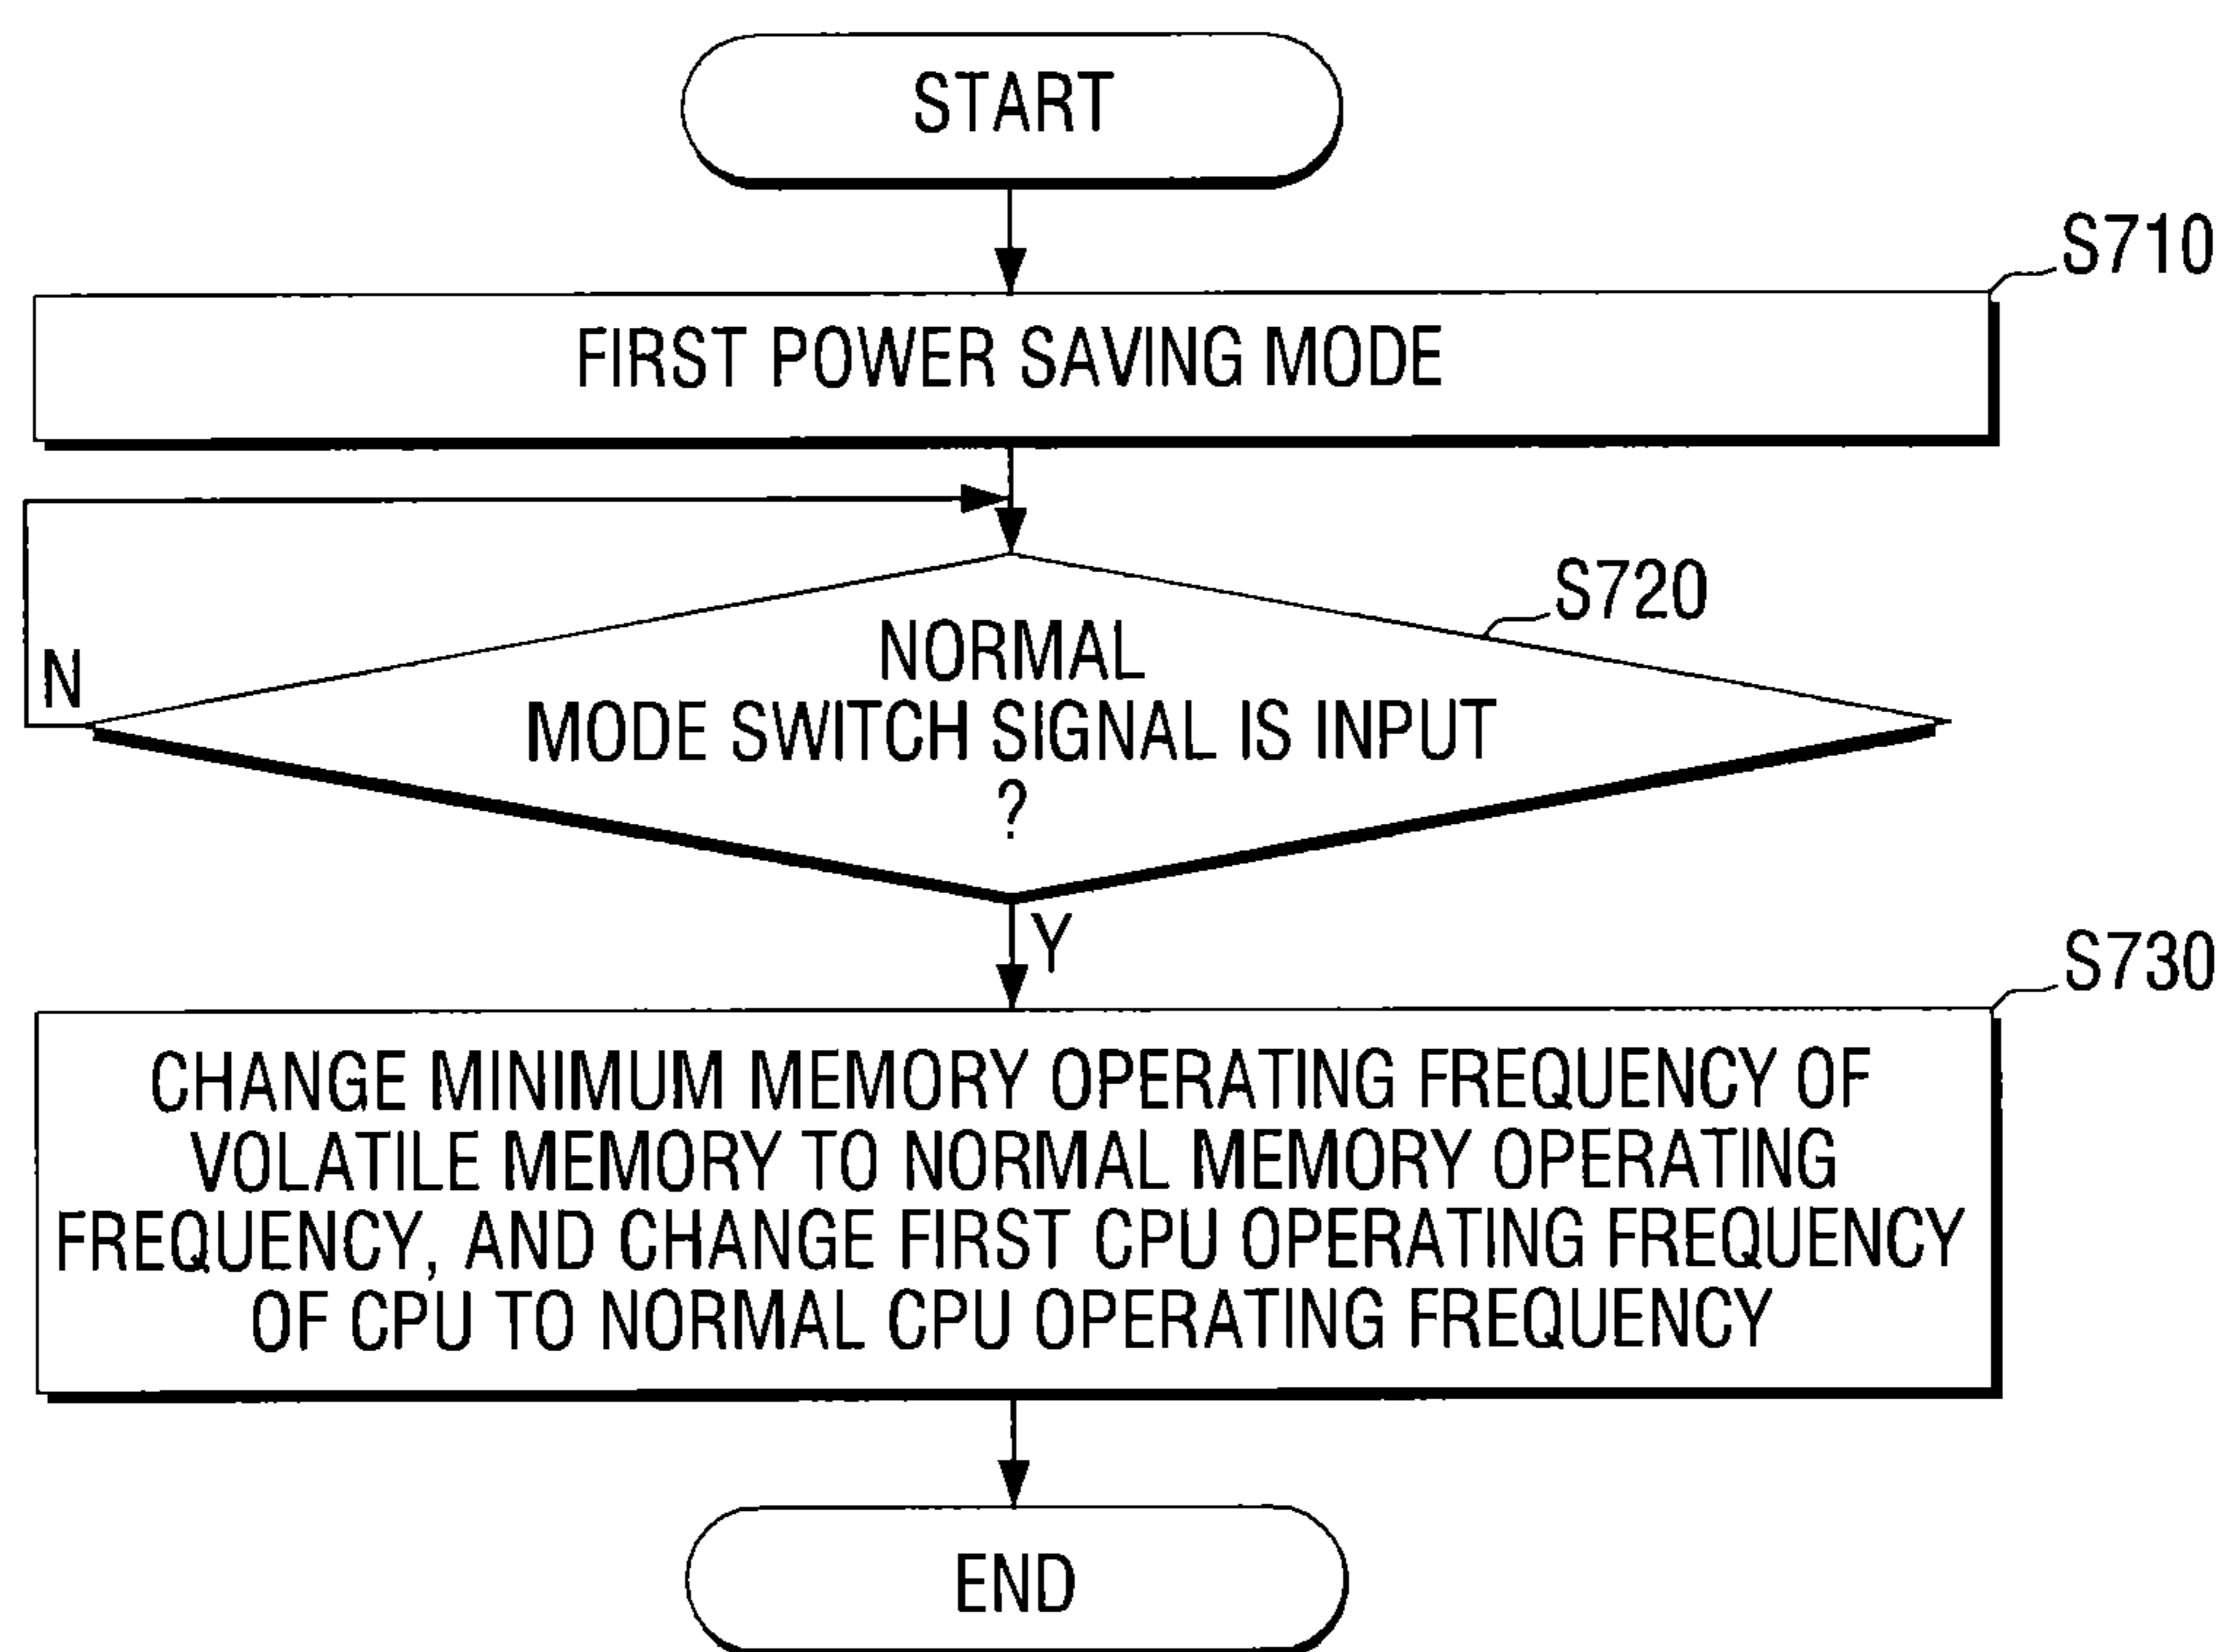 START
S710
FIRST POWER SAVING MODE
S720
NORMAL
MODE SWITCH SIGNAL IS INPUT
?
N
Y
S730
CHANGE MINIMUM MEMORY OPERATING FREQUENCY OF
VOLATILE MEMORY TO NORMAL MEMORY OPERATING
FREQUENCY, AND CHANGE FIRST CPU OPERATING FREQUENCY
OF CPU TO NORMAL CPU OPERATING FREQUENCY
END